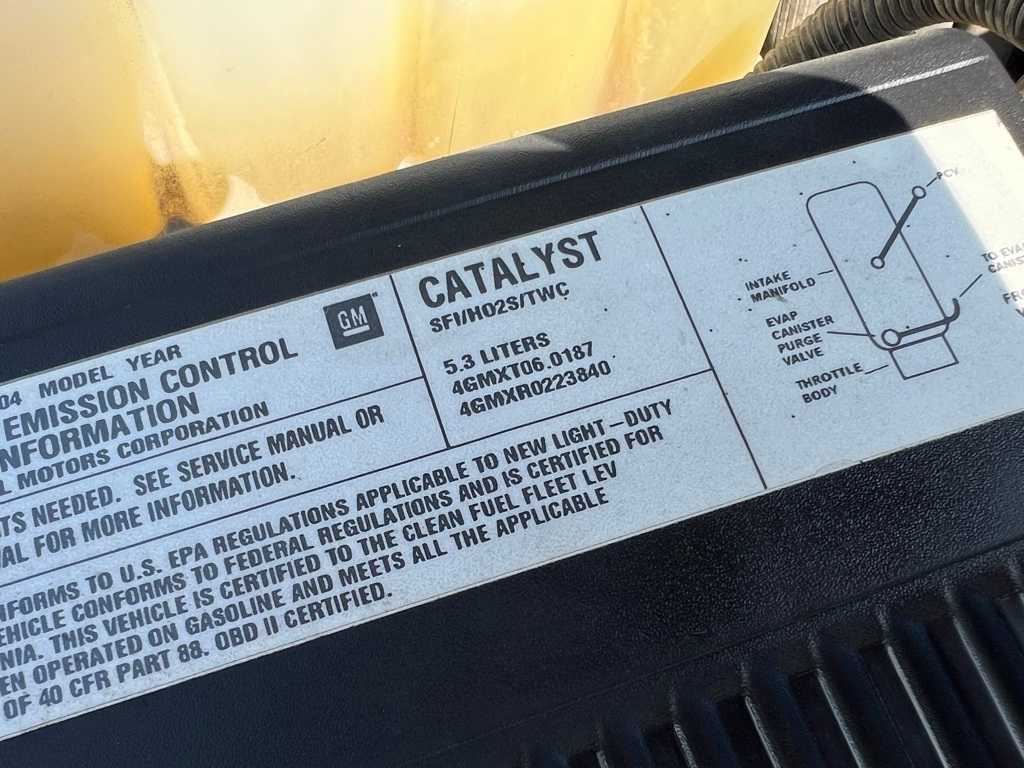 04 MODEL YEAR
EMISSION CONTROL
NFORMATION
L MOTORS CORPORATION
GM
TS NEEDED. SEE SERVICE MANUAL OR
AL FOR MORE INFORMATION.
CATALYST
SFI/HO2S/TWC
5.3 LITERS
4GMXT06.0187
4GMXR0223840
NFORMS TO U.S. EPA REGULATIONS APPLICABLE TO NEW LIGHT-DUTY
EHICLE CONFORMS TO FEDERAL REGULATIONS AND IS CERTIFIED FOR
NIA. THIS VEHICLE IS CERTIFIED TO THE CLEAN FUEL FLEET LEV
EN OPERATED ON GASOLINE AND MEETS ALL THE APPLICABLE
OF 40 CFR PART 88. OBD II CERTIFIED.
PCV
INTAKE
MANIFOLD
TO EVAP
CANIST
FRO
EVAP
CANISTER
PURGE
VALVE
THROTTLE
BODY